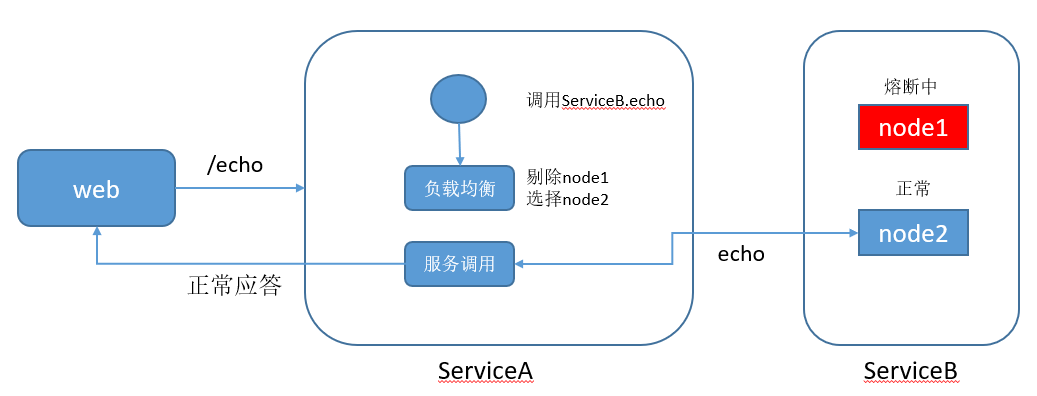 web
/echo
正常应答
调用ServiceB.echo
负载均衡
剔除node1
选择node2
服务调用
ServiceA
echo
熔断中
node1
正常
node2
ServiceB